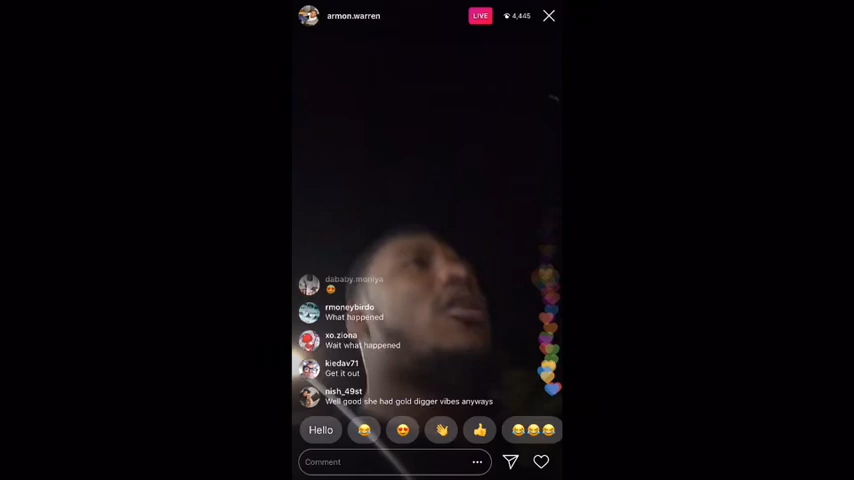 armon.warren
LIVE
4,445
dababy.moniya
😍
rmoneybirdo
What happened
xo.ziona
Wait what happened
kiedav71
Get it out
nish_49st
Well good she had gold digger vibes anyways
Hello 😂 😍 👋 👍 😂😂😂
Comment